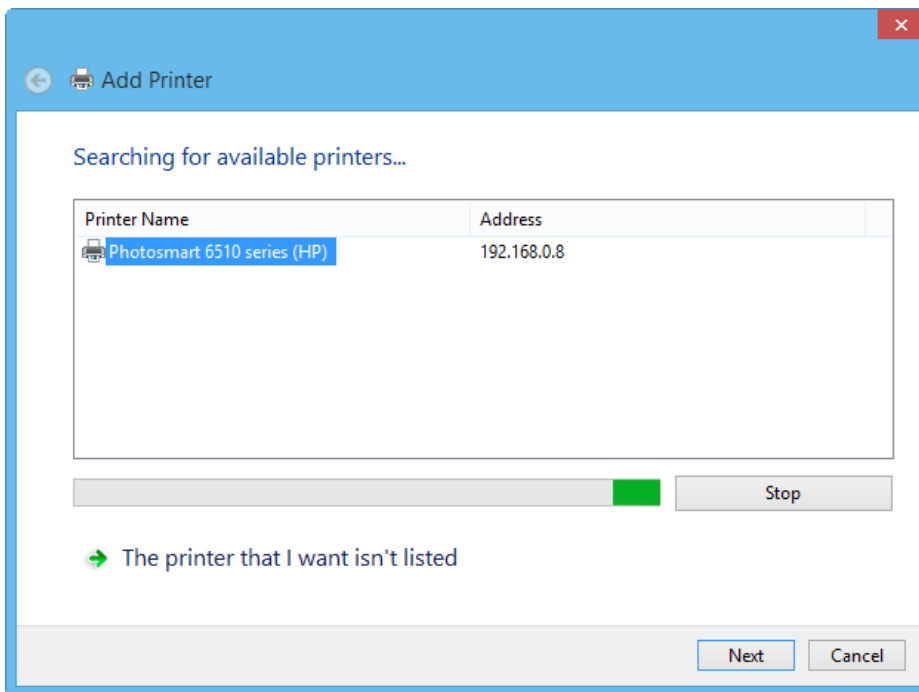 Add Printer
Searching for available printers...
Printer Name Address
Photosmart 6510 series (HP) 192.168.0.8
Stop
The printer that I want isn't listed
Next Cancel